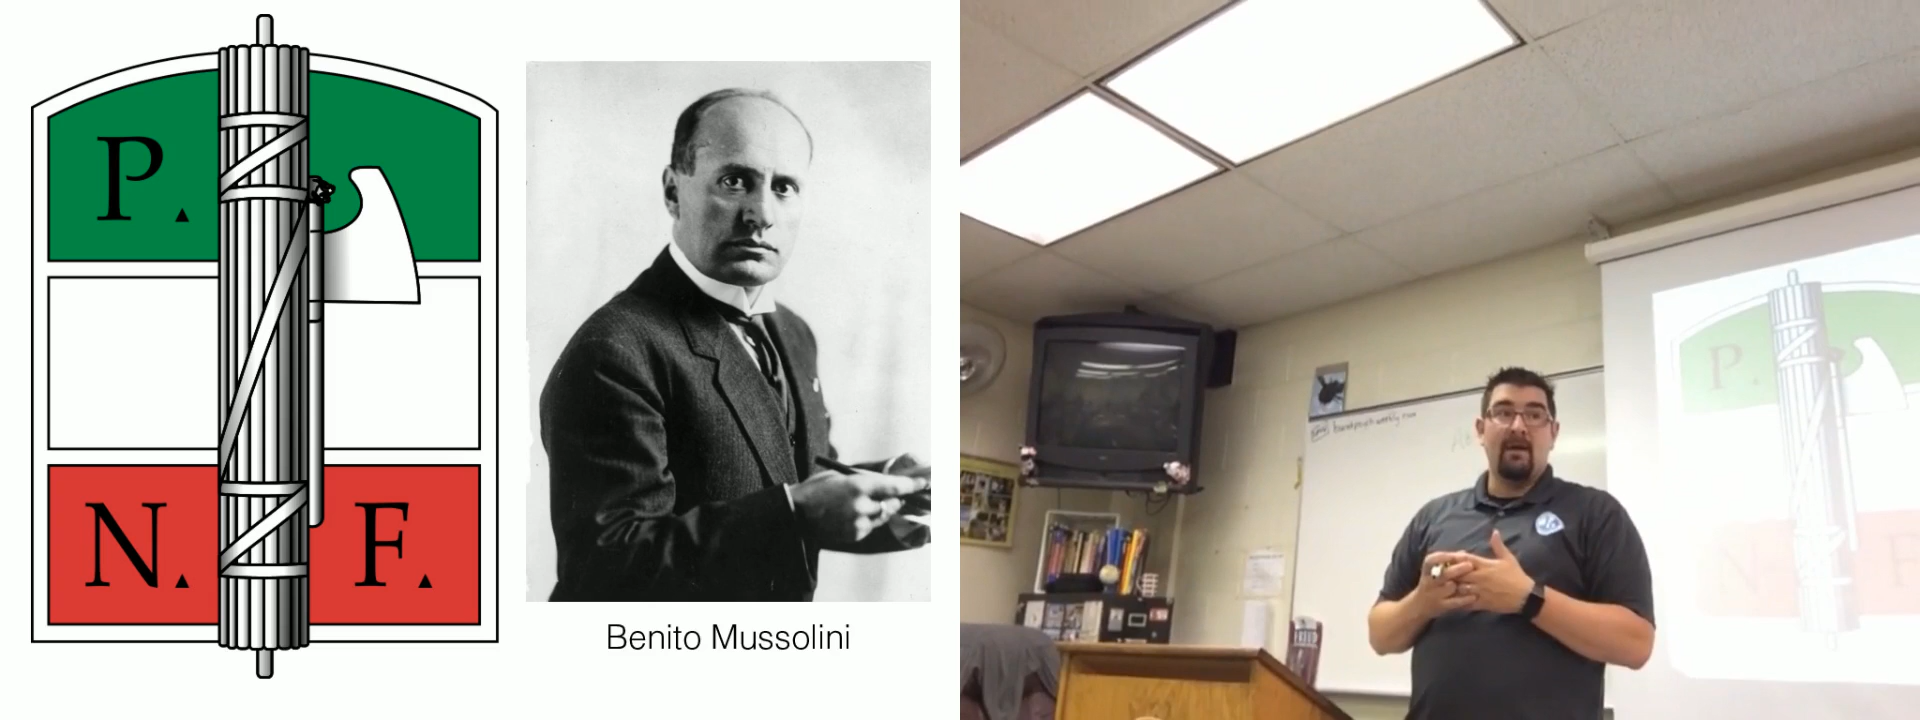 P.
N. F.
Benito Mussolini
P.
N F